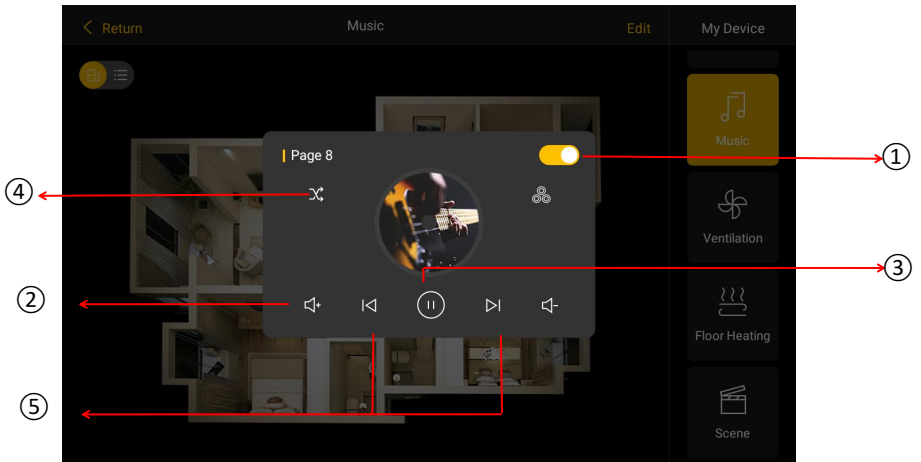 Return
Music
Edit
My Device
Page 8
Music
Ventilation
Floor Heating
Scene
①
④
②
③
⑤